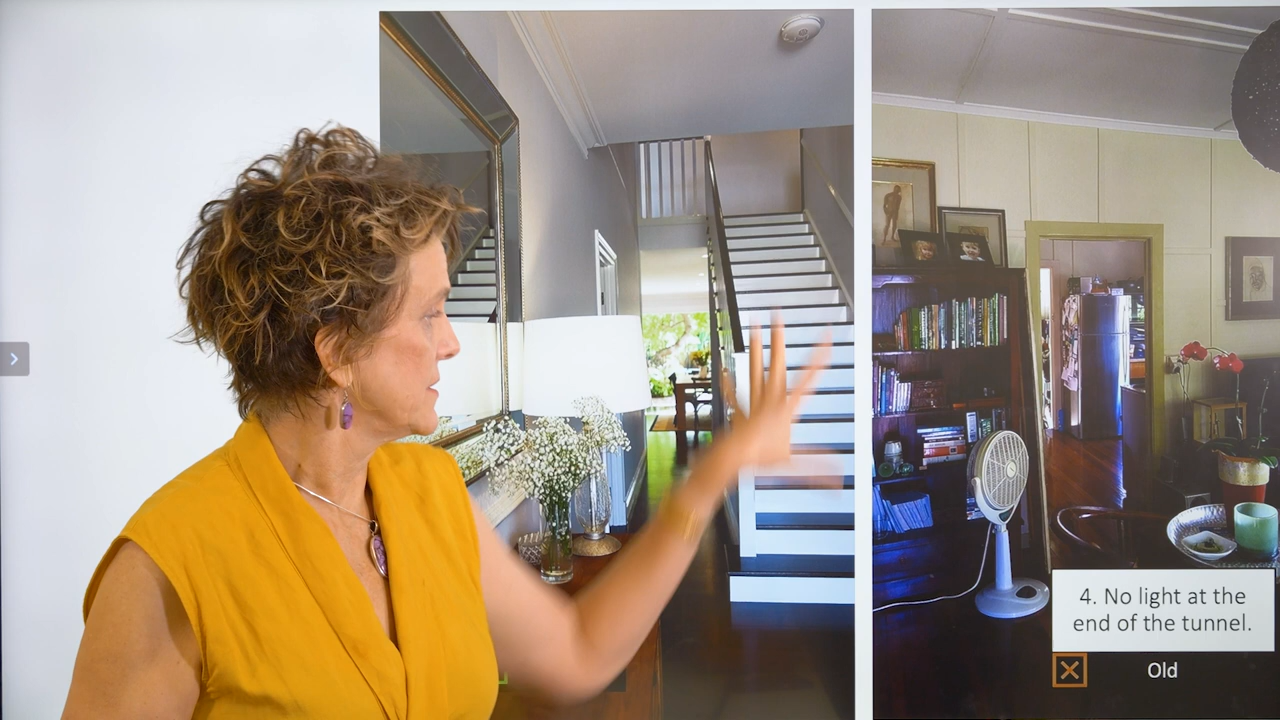 4. No light at the
end of the tunnel.
Old